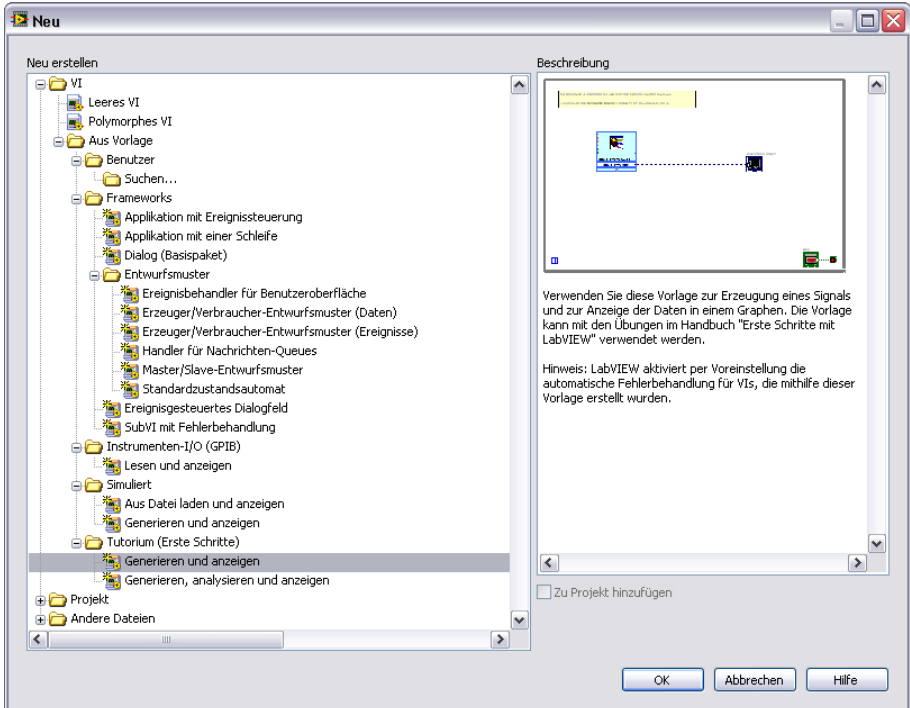 Neu
Neu erstellen
VI
Leeres VI
Polymorphes VI
Aus Vorlage
Benutzer
Suchen...
Frameworks
Applikation mit Ereignissteuerung
Applikation mit einer Schleife
Dialog (Basispaket)
Entwurfsmuster
Ereignisbehandler für Benutzeroberfläche
Erzeuger/Verbraucher-Entwurfsmuster (Daten)
Erzeuger/Verbraucher-Entwurfsmuster (Ereignisse)
Handler für Nachrichten-Queues
Master/Slave-Entwurfsmuster
Standardzustandsautomat
Ereignisgesteuertes Dialogfeld
SubVI mit Fehlerbehandlung
Instrumenten-I/O (GPIB)
Lesen und anzeigen
Simuliert
Aus Datei laden und anzeigen
Generieren und anzeigen
Tutorium (Erste Schritte)
Generieren und anzeigen
Generieren, analysieren und anzeigen
Projekt
Andere Dateien
Beschreibung
Verwenden Sie diese Vorlage zur Erzeugung eines Signals
und zur Anzeige der Daten in einem Graphen. Die Vorlage
kann mit den Übungen im Handbuch "Erste Schritte mit
LabVIEW" verwendet werden.
Hinweis: LabVIEW aktiviert per Voreinstellung die
automatische Fehlerbehandlung für VIs, die mithilfe dieser
Vorlage erstellt wurden.
Zu Projekt hinzufügen
OK
Abbrechen
Hilfe